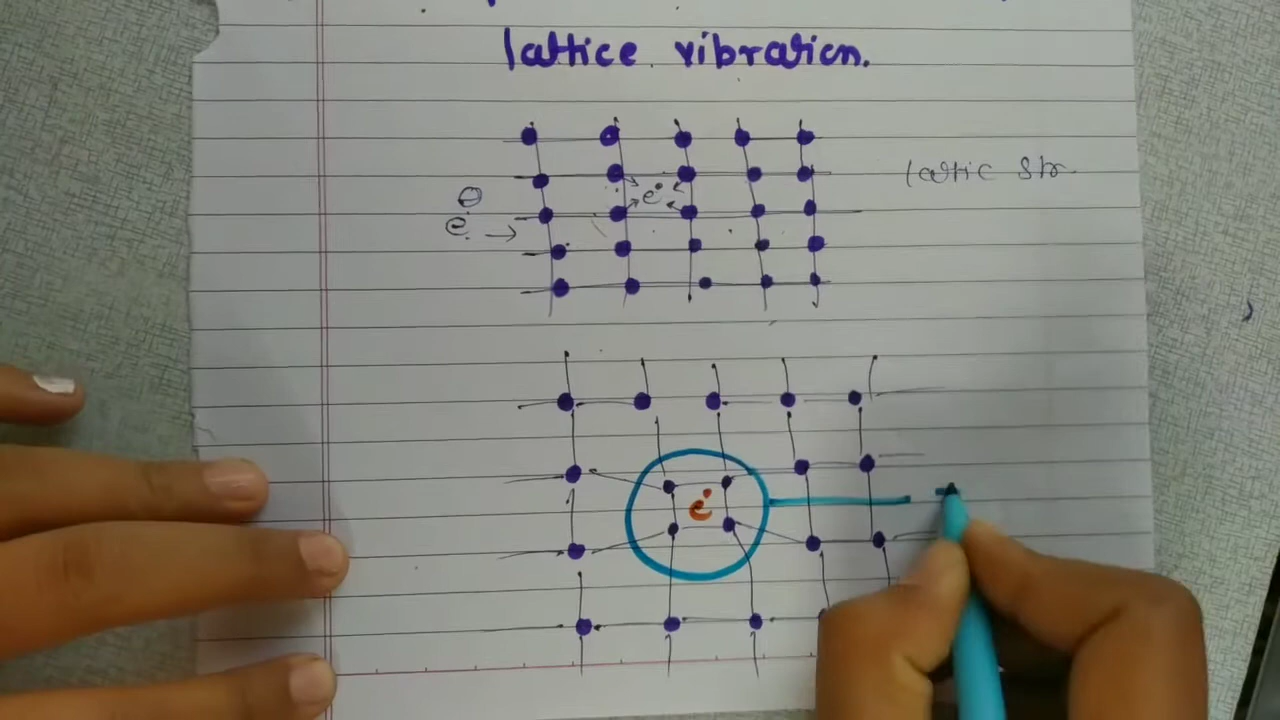 lattice vibration.
lattic str.
e⁻
⊖
e⁻ →
e⁻